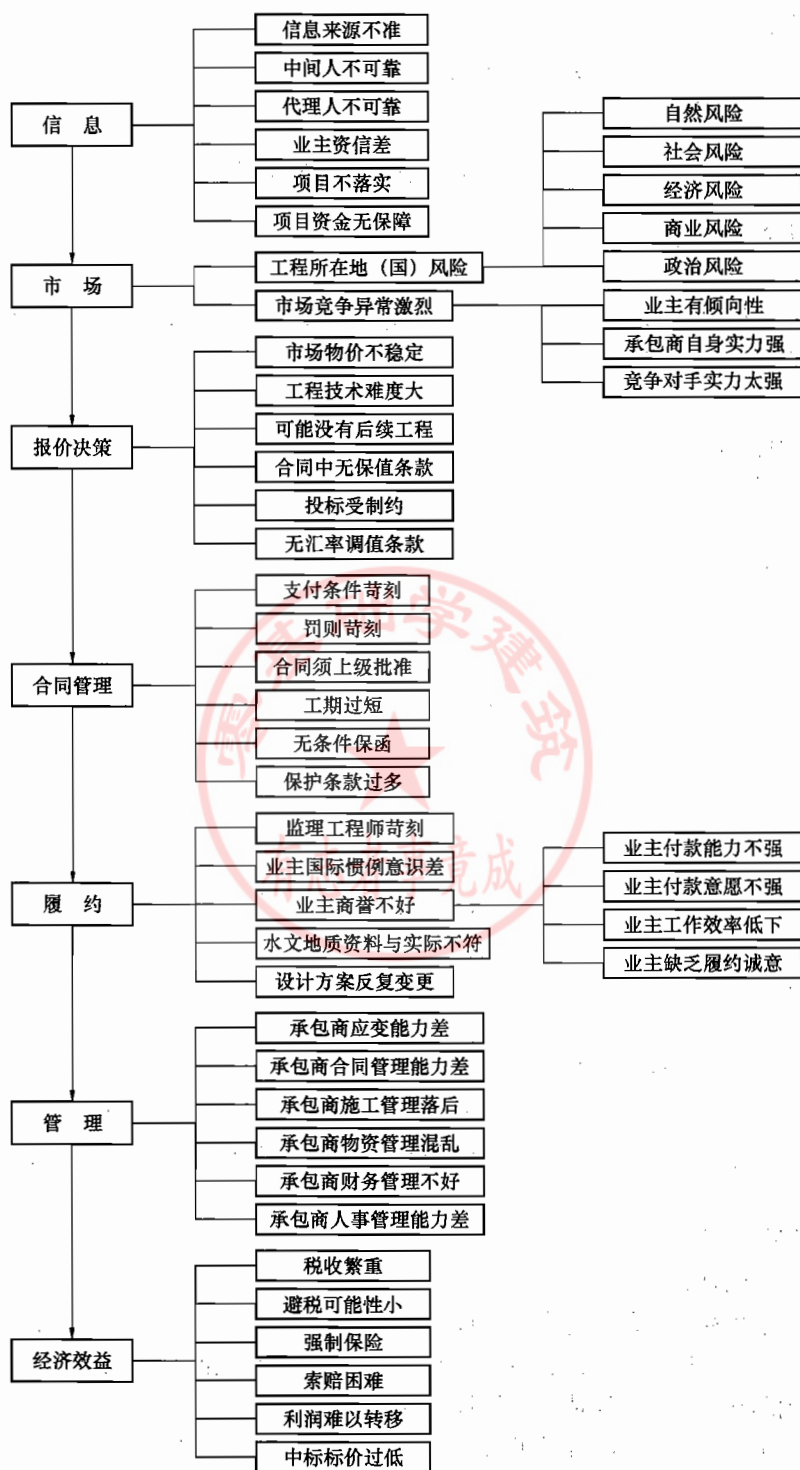 信息
信息来源不准
中间人不可靠
代理人不可靠
业主资信差
项目不落实
项目资金无保障
市场
工程所在地（国）风险
自然风险
社会风险
经济风险
商业风险
政治风险
市场竞争异常激烈
业主有倾向性
承包商自身实力强
竞争对手实力太强
报价决策
市场物价不稳定
工程技术难度大
可能没有后续工程
合同中无保值条款
投标受制约
无汇率调值条款
合同管理
支付条件苛刻
罚则苛刻
合同须上级批准
工期过短
无条件保函
保护条款过多
履约
监理工程师苛刻
业主国际惯例意识差
业主商誉不好
业主付款能力不强
业主付款意愿不强
业主工作效率低下
业主缺乏履约诚意
水文地质资料与实际不符
设计方案反复变更
管理
承包商应变能力差
承包商合同管理能力差
承包商施工管理落后
承包商物资管理混乱
承包商财务管理不好
承包商人事管理能力差
经济效益
税收繁重
避税可能性小
强制保险
索赔困难
利润难以转移
中标标价过低
零基础学建筑
有志者事竟成